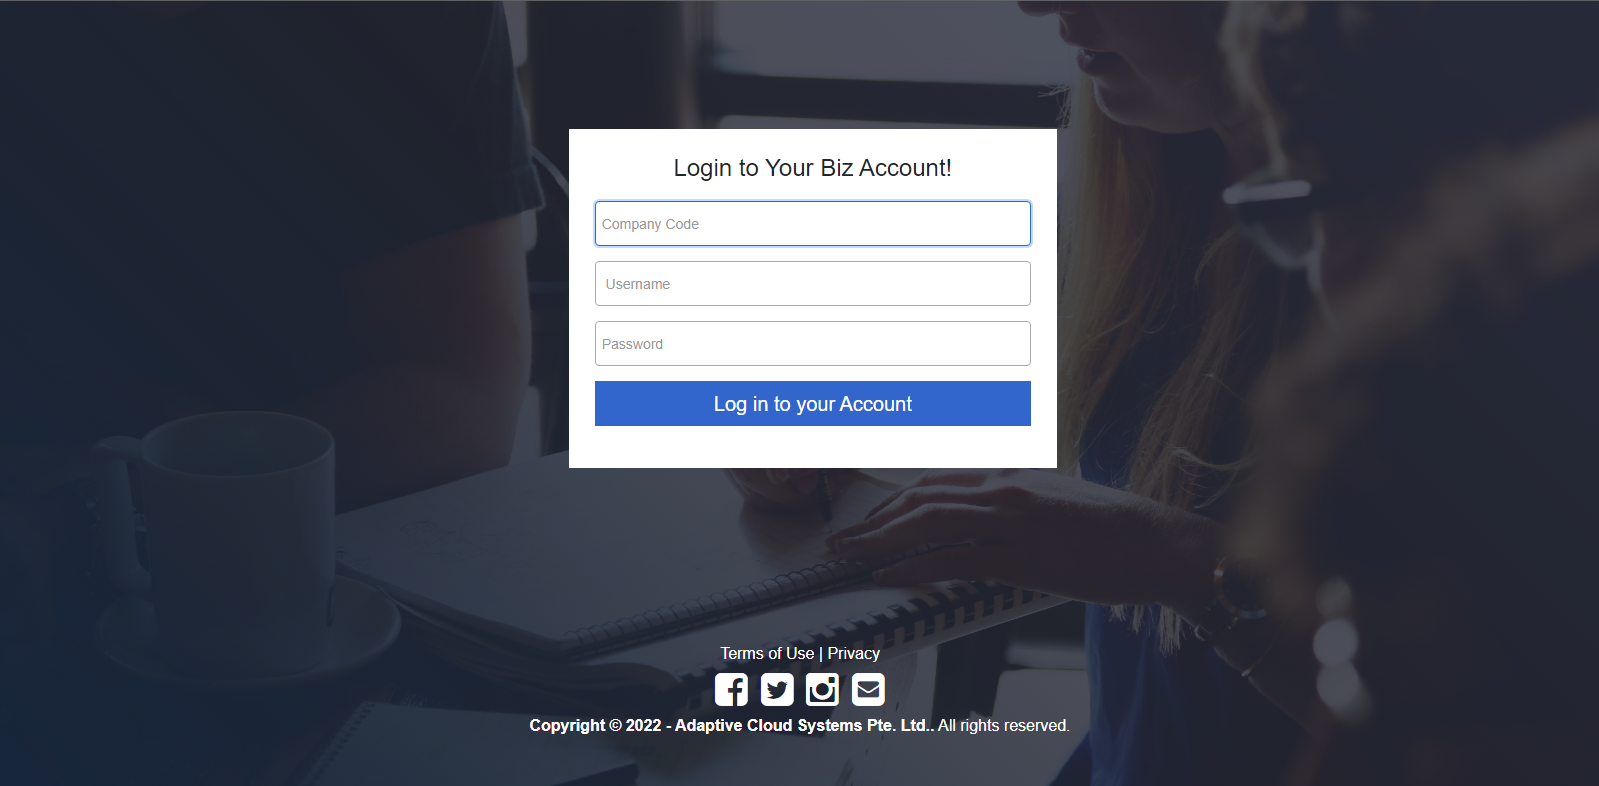 Login to Your Biz Account!
Company Code
Username
Password
Log in to your Account
Terms of Use | Privacy
Copyright © 2022 - Adaptive Cloud Systems Pte. Ltd.. All rights reserved.